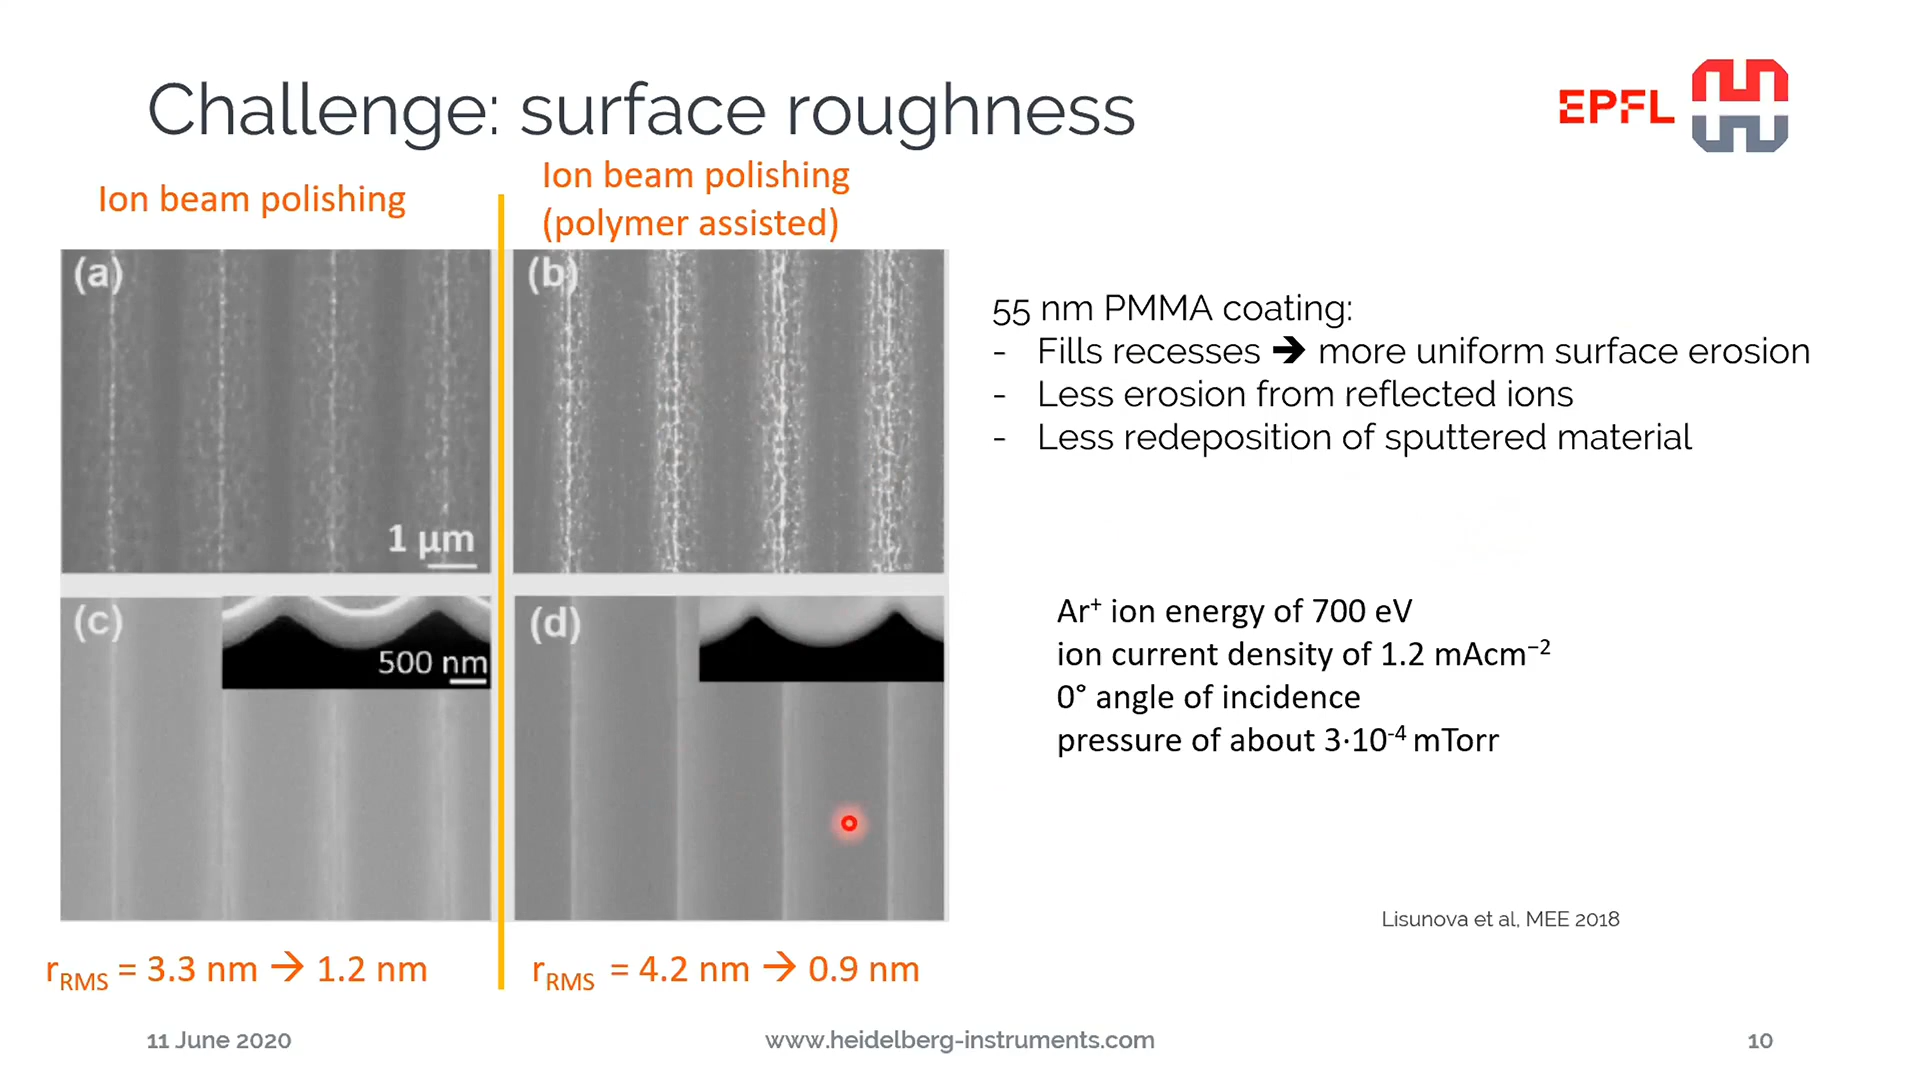 Challenge: surface roughness
EPFL
Ion beam polishing
Ion beam polishing
(polymer assisted)
(a)
1 µm
(b)
(c)
500 nm
(d)
rRMS = 3.3 nm → 1.2 nm
rRMS = 4.2 nm → 0.9 nm
55 nm PMMA coating:
- Fills recesses ➔ more uniform surface erosion
- Less erosion from reflected ions
- Less redeposition of sputtered material
Ar⁺ ion energy of 700 eV
ion current density of 1.2 mAcm⁻²
0° angle of incidence
pressure of about 3·10⁻⁴ mTorr
Lisunova et al, MEE 2018
11 June 2020
www.heidelberg-instruments.com
10